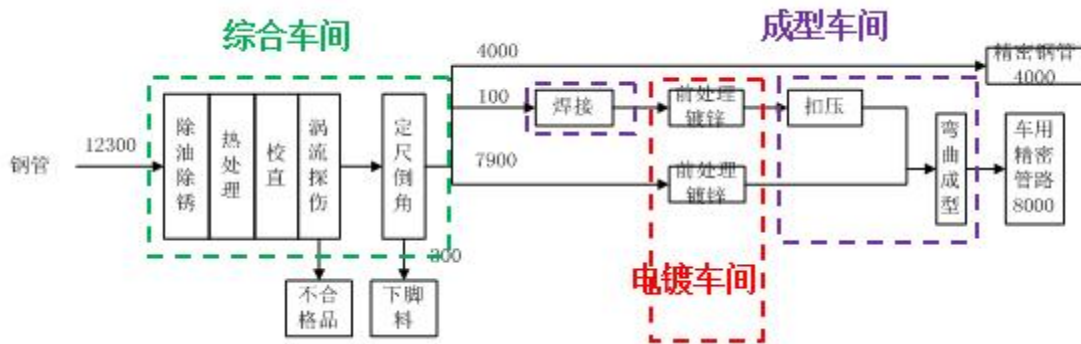 综合车间
成型车间
4000
精密钢管
4000
100
焊接
前处理
镀锌
扣压
12300
钢管
除油除锈
热处理
校直
涡流探伤
定尺倒角
7900
前处理
镀锌
弯曲成型
车用
精密
管路
8000
300
电镀车间
不合
格品
下脚
料